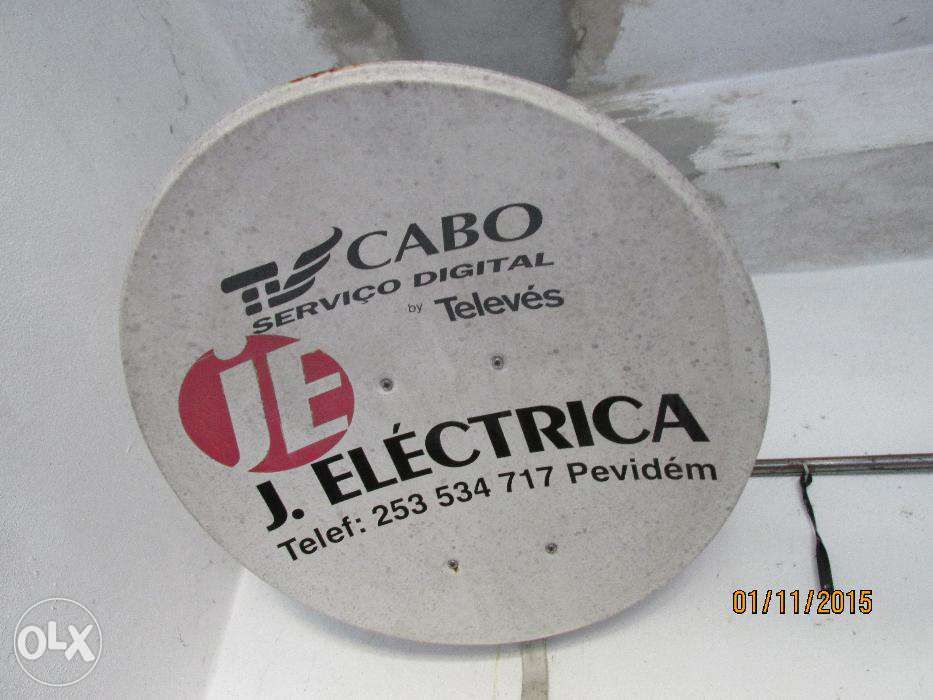 TV CABO
SERVIÇO DIGITAL
by Televés
JE
J. ELÉCTRICA
Telef: 253 534 717 Pevidém
01/11/2015
OLX